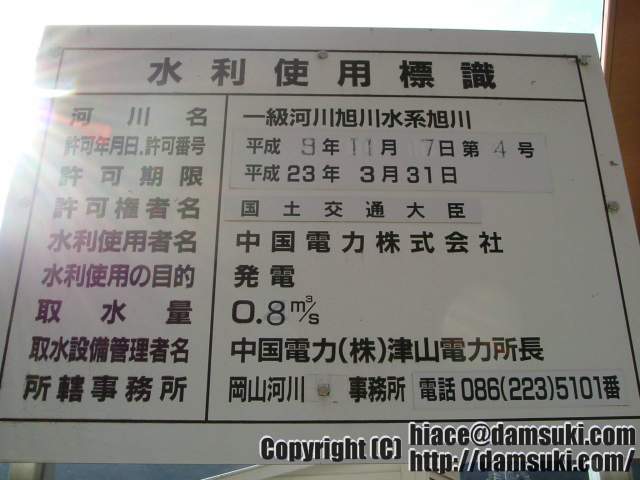 水利使用標識
河川名 一級河川旭川水系旭川
許可年月日、許可番号 平成 9年 11月 17日 第 4号
許可期限 平成 23年 3月 31日
許可権者名 国土交通大臣
水利使用者名 中国電力株式会社
水利使用の目的 発電
取水量 0.8 m³/s
取水設備管理者名 中国電力(株)津山電力所長
所轄事務所 岡山河川 事務所 電話 086(223)5101番
Copyright (C) hiace@damsuki.com
http://damsuki.com/